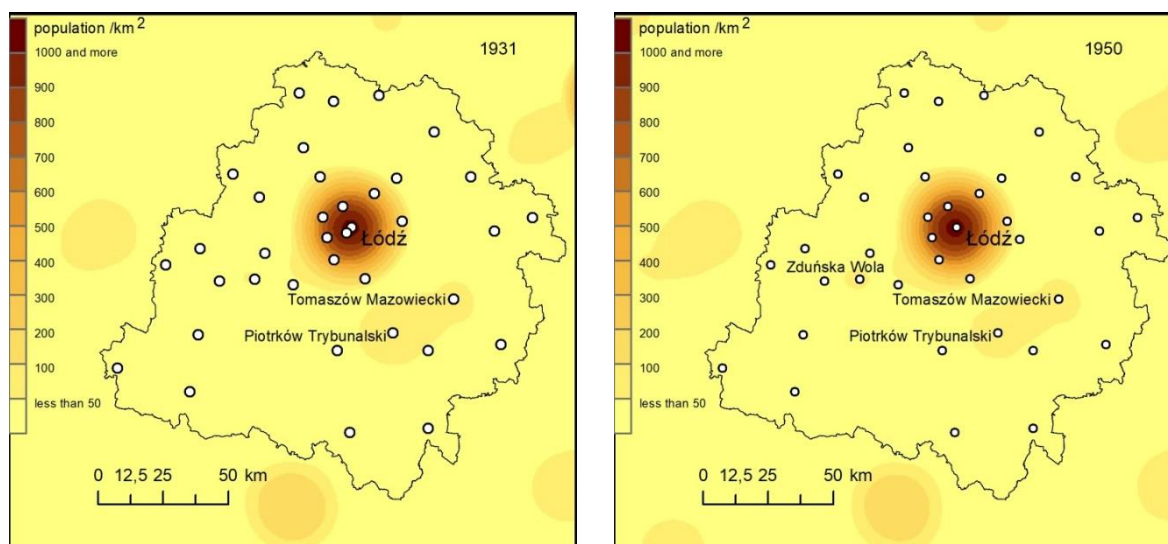 population /km²
1931
1000 and more
900
800
700
600
500
400
300
200
100
less than 50
Łódź
Tomaszów Mazowiecki
Piotrków Trybunalski
0 12,5 25 50 km
population /km²
1950
1000 and more
900
800
700
600
500
400
300
200
100
less than 50
Łódź
Zduńska Wola
Tomaszów Mazowiecki
Piotrków Trybunalski
0 12,5 25 50 km